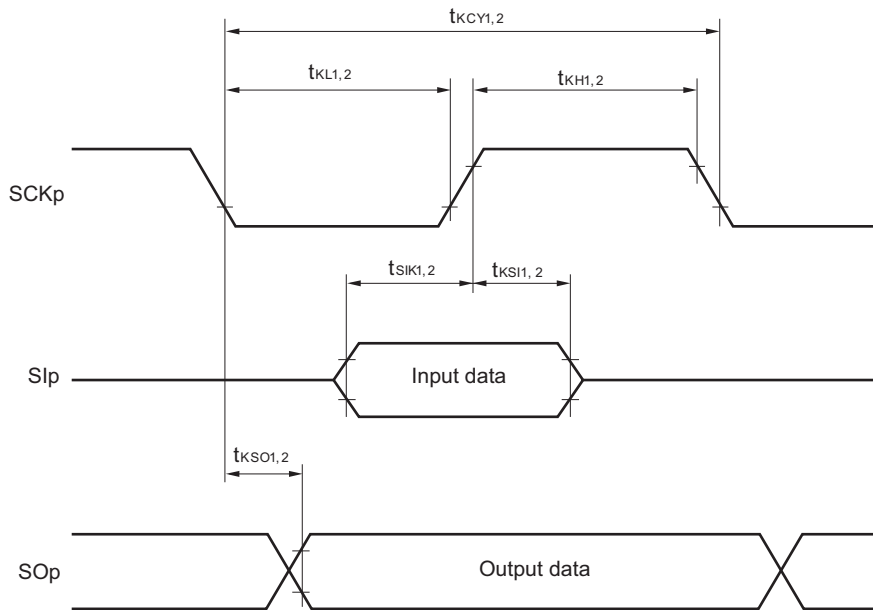 tKCY1, 2
tKL1, 2
tKH1, 2
SCKp
tSIK1, 2
tKSI1, 2
SIp
Input data
tKSO1, 2
SOp
Output data